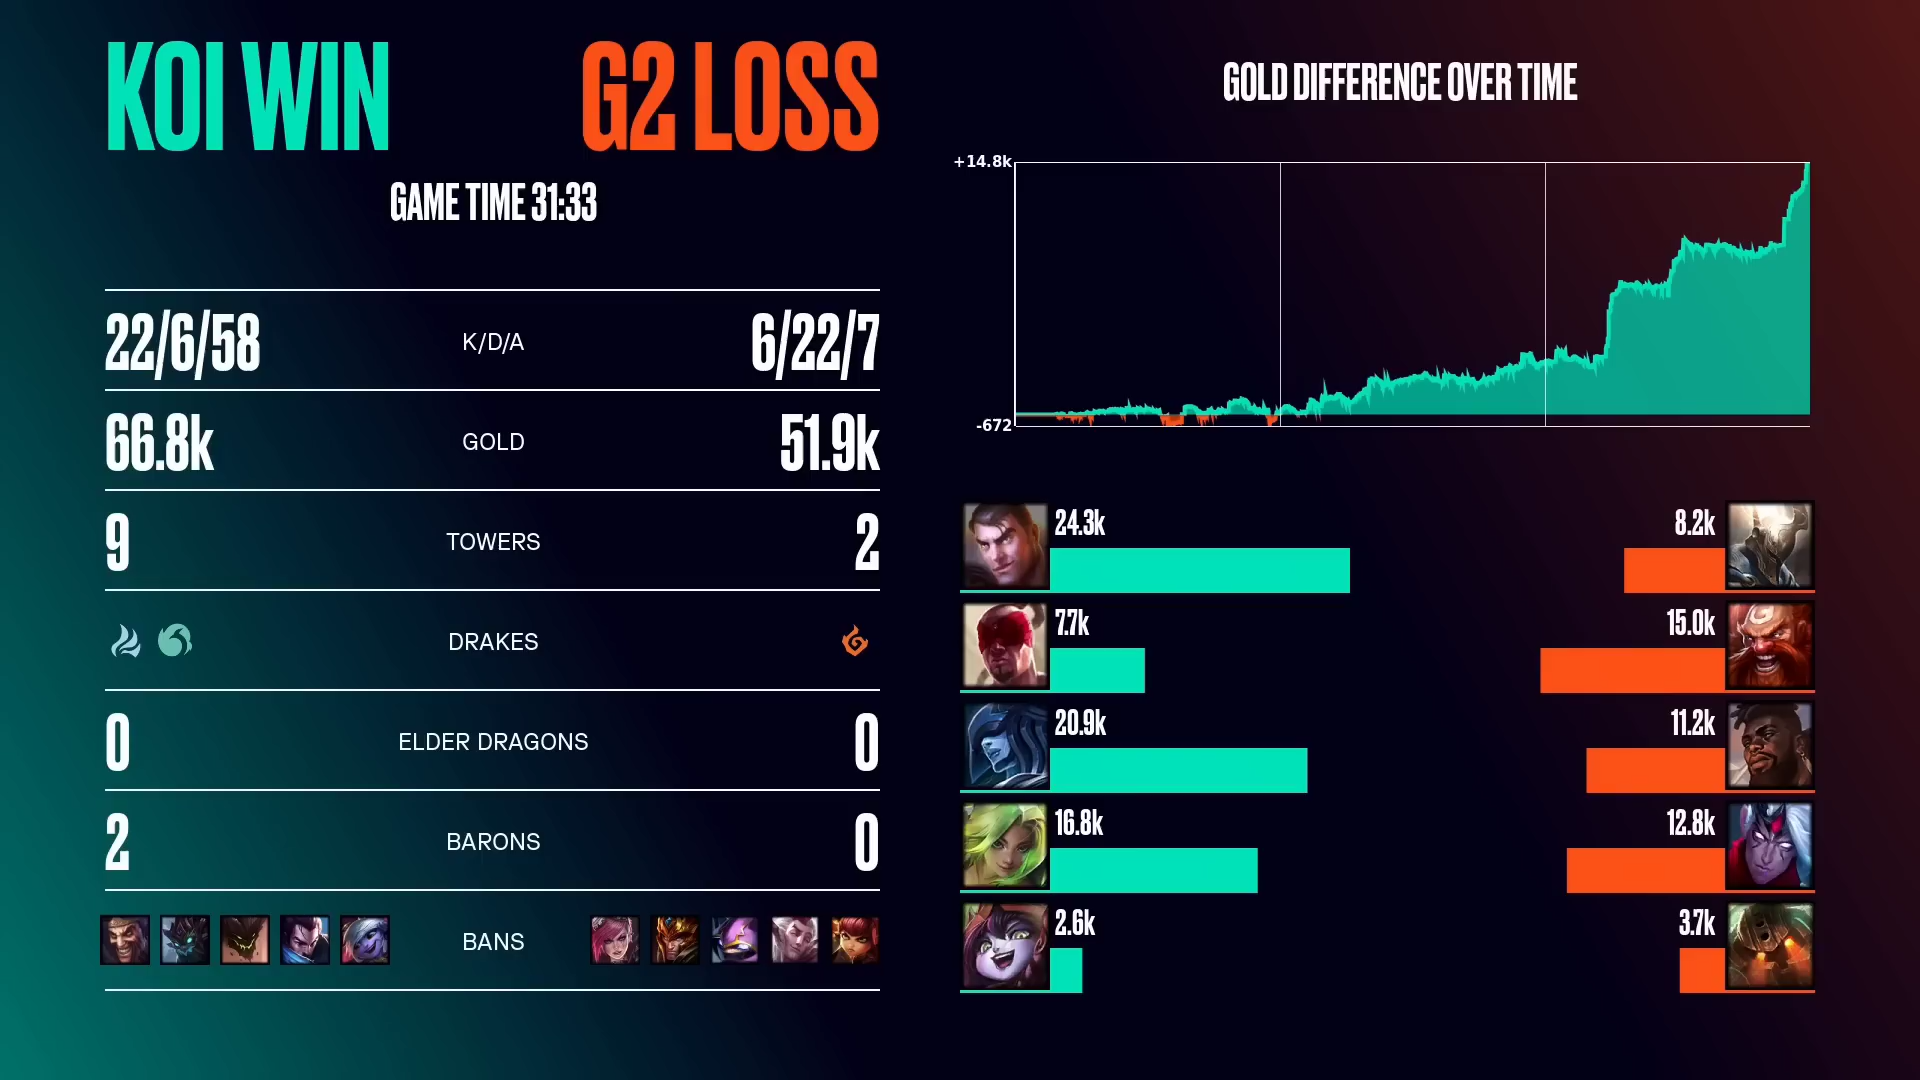 KOI WIN
G2 LOSS
GAME TIME 31:33
22/6/58 K/D/A 6/22/7
66.8k GOLD 51.9k
9 TOWERS 2
DRAKES
0 ELDER DRAGONS 0
2 BARONS 0
BANS
GOLD DIFFERENCE OVER TIME
+14.8k
-672
24.3k 8.2k
7.7k 15.0k
20.9k 11.2k
16.8k 12.8k
2.6k 3.7k